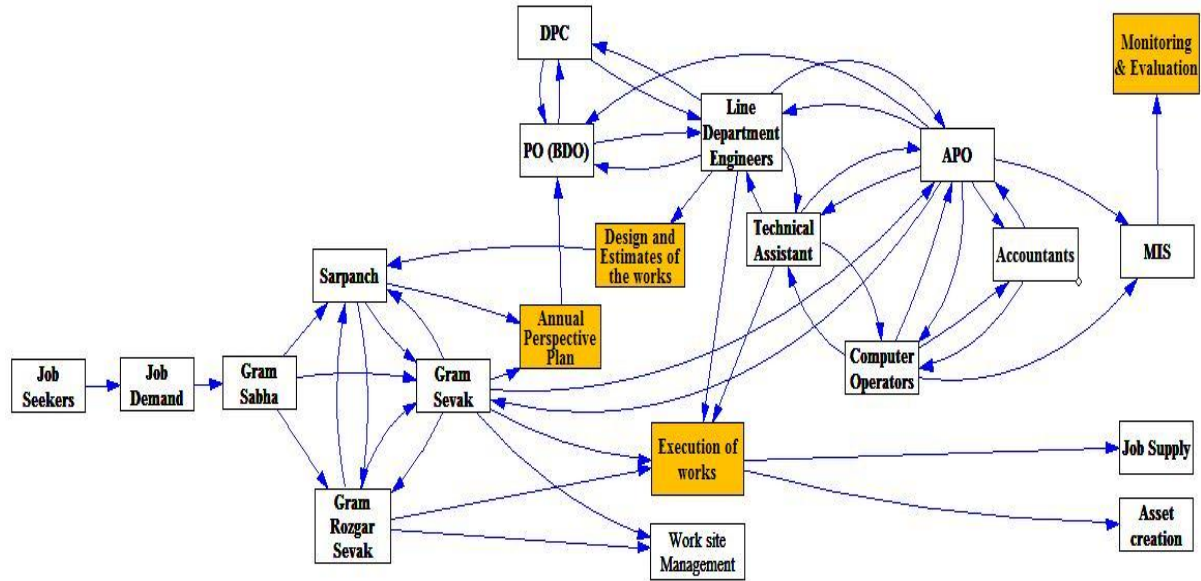 DPC
Monitoring
& Evaluation
Line
Department
Engineers
PO (BDO)
APO
Technical
Assistant
Design and
Estimates of
the works
Accountants
MIS
Sarpanch
Annual
Perspective
Plan
Computer
Operators
Job
Seekers
Job
Demand
Gram
Sabha
Gram
Sevak
Execution of
works
Job Supply
Gram
Rozgar
Sevak
Work site
Management
Asset
creation